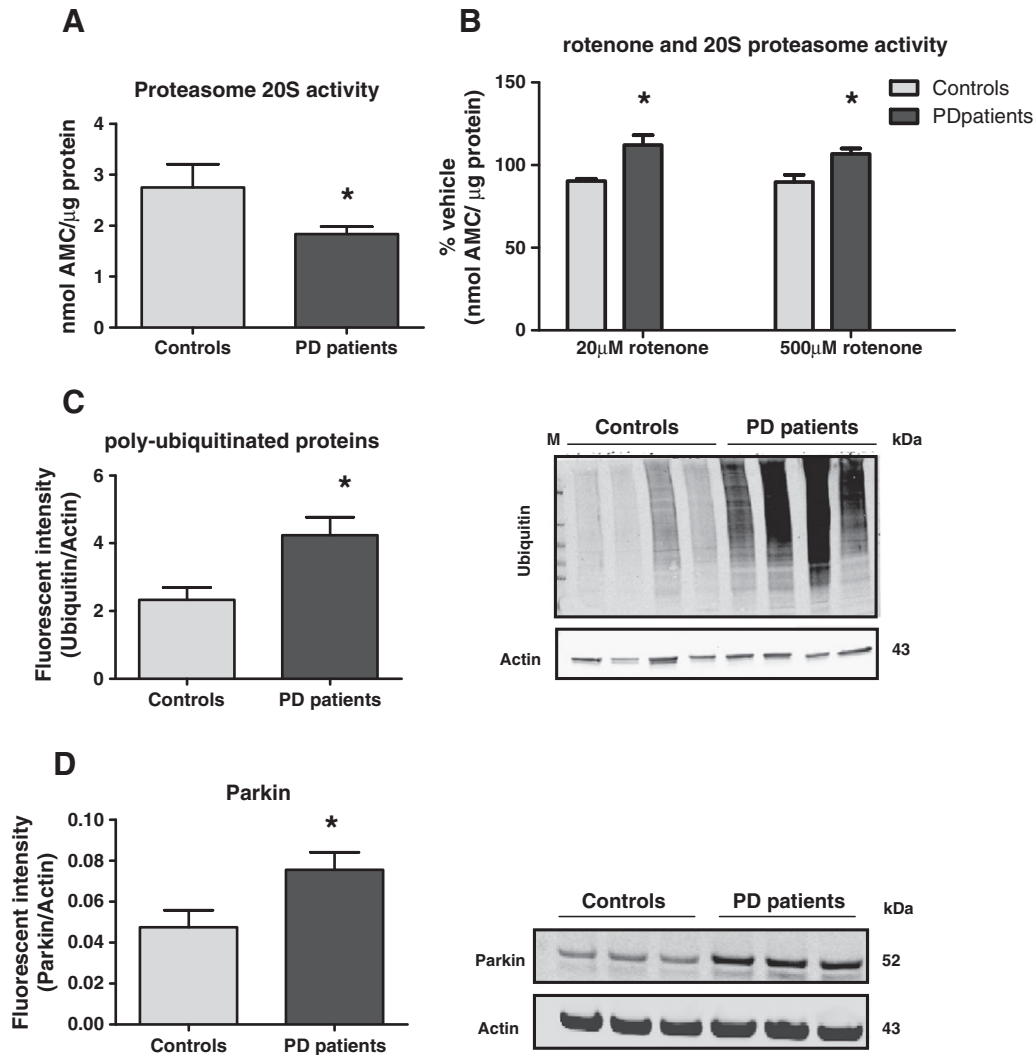 A
Proteasome 20S activity
nmol AMC/μg protein
4
3
2
1
0
*
Controls
PD patients
B
rotenone and 20S proteasome activity
% vehicle
(nmol AMC/ μg protein)
150
100
50
0
*
*
20μM rotenone
500μM rotenone
Controls
PDpatients
C
poly-ubiquitinated proteins
Fluorescent intensity
(Ubiquitin/Actin)
6
4
2
0
*
Controls
PD patients
M
Controls
PD patients
kDa
Ubiquitin
Actin
43
D
Parkin
Fluorescent intensity
(Parkin/Actin)
0.10
0.08
0.06
0.04
0.02
0.00
*
Controls
PD patients
Controls
PD patients
kDa
Parkin
52
Actin
43